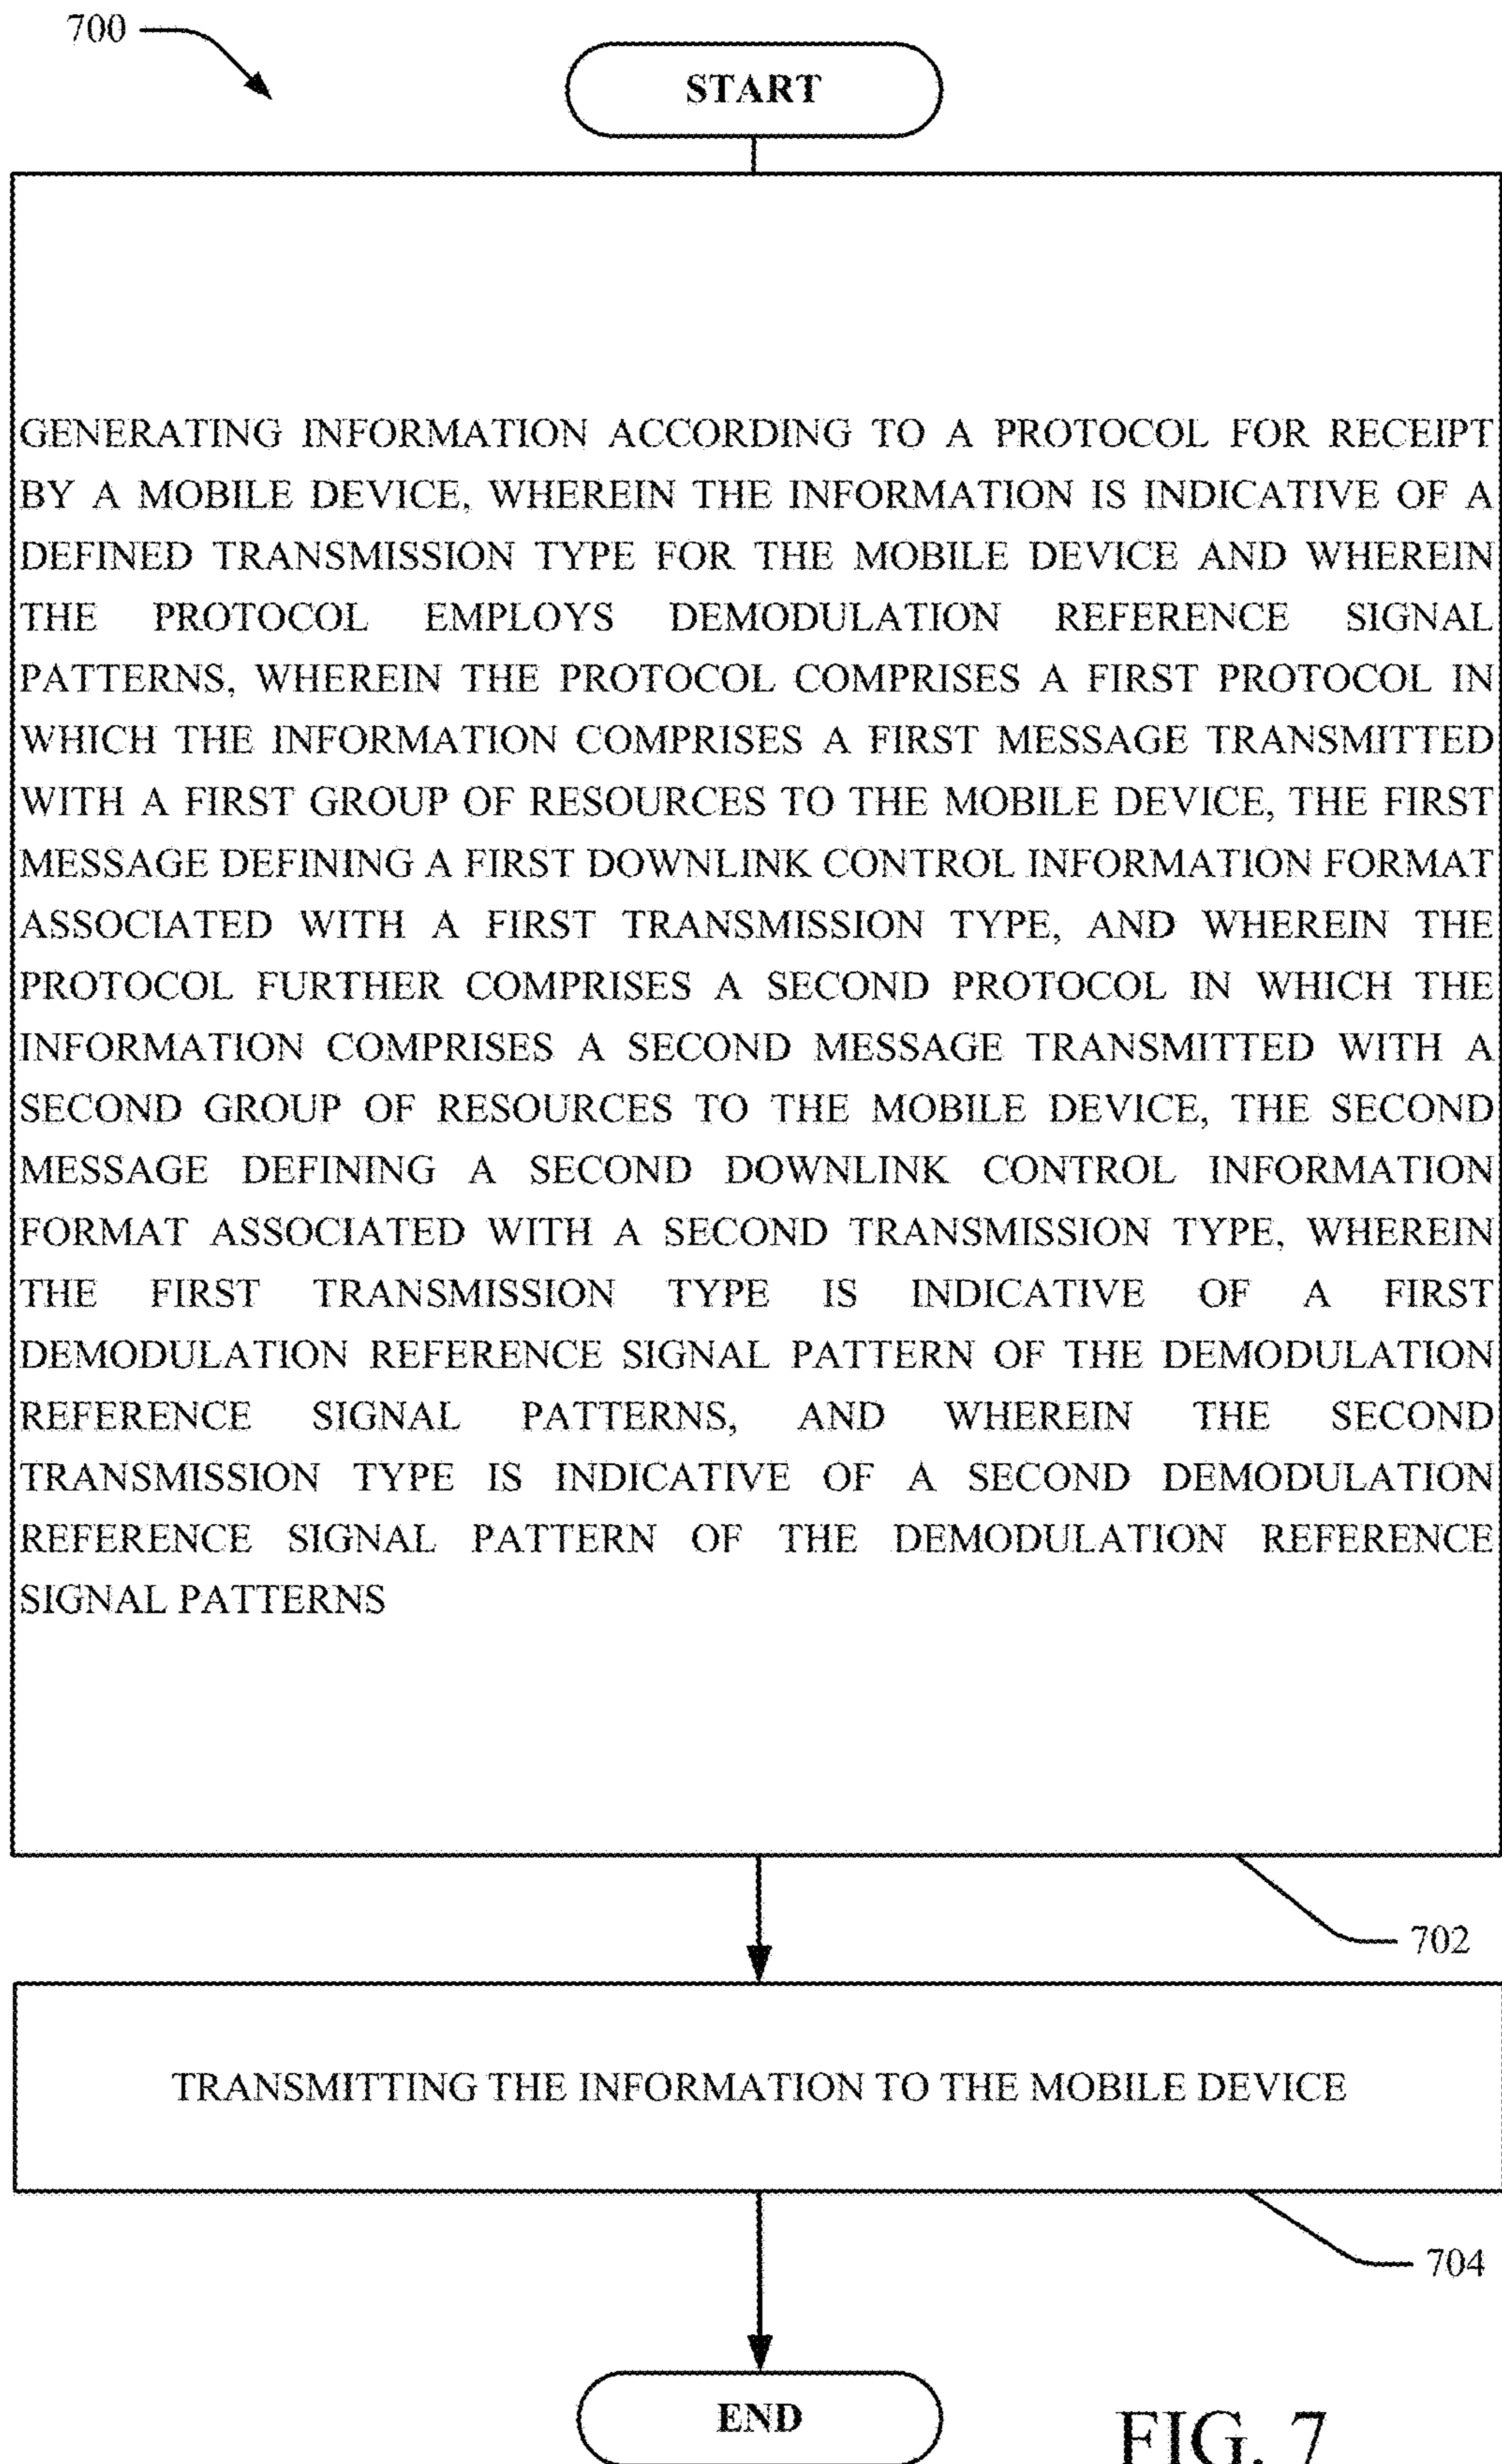 700
START
GENERATING INFORMATION ACCORDING TO A PROTOCOL FOR RECEIPT
BY A MOBILE DEVICE, WHEREIN THE INFORMATION IS INDICATIVE OF A
DEFINED TRANSMISSION TYPE FOR THE MOBILE DEVICE AND WHEREIN
THE PROTOCOL EMPLOYS DEMODULATION REFERENCE SIGNAL
PATTERNS, WHEREIN THE PROTOCOL COMPRISES A FIRST PROTOCOL IN
WHICH THE INFORMATION COMPRISES A FIRST MESSAGE TRANSMITTED
WITH A FIRST GROUP OF RESOURCES TO THE MOBILE DEVICE, THE FIRST
MESSAGE DEFINING A FIRST DOWNLINK CONTROL INFORMATION FORMAT
ASSOCIATED WITH A FIRST TRANSMISSION TYPE, AND WHEREIN THE
PROTOCOL FURTHER COMPRISES A SECOND PROTOCOL IN WHICH THE
INFORMATION COMPRISES A SECOND MESSAGE TRANSMITTED WITH A
SECOND GROUP OF RESOURCES TO THE MOBILE DEVICE, THE SECOND
MESSAGE DEFINING A SECOND DOWNLINK CONTROL INFORMATION
FORMAT ASSOCIATED WITH A SECOND TRANSMISSION TYPE, WHEREIN
THE FIRST TRANSMISSION TYPE IS INDICATIVE OF A FIRST
DEMODULATION REFERENCE SIGNAL PATTERN OF THE DEMODULATION
REFERENCE SIGNAL PATTERNS, AND WHEREIN THE SECOND
TRANSMISSION TYPE IS INDICATIVE OF A SECOND DEMODULATION
REFERENCE SIGNAL PATTERN OF THE DEMODULATION REFERENCE
SIGNAL PATTERNS
702
TRANSMITTING THE INFORMATION TO THE MOBILE DEVICE
704
END
FIG. 7